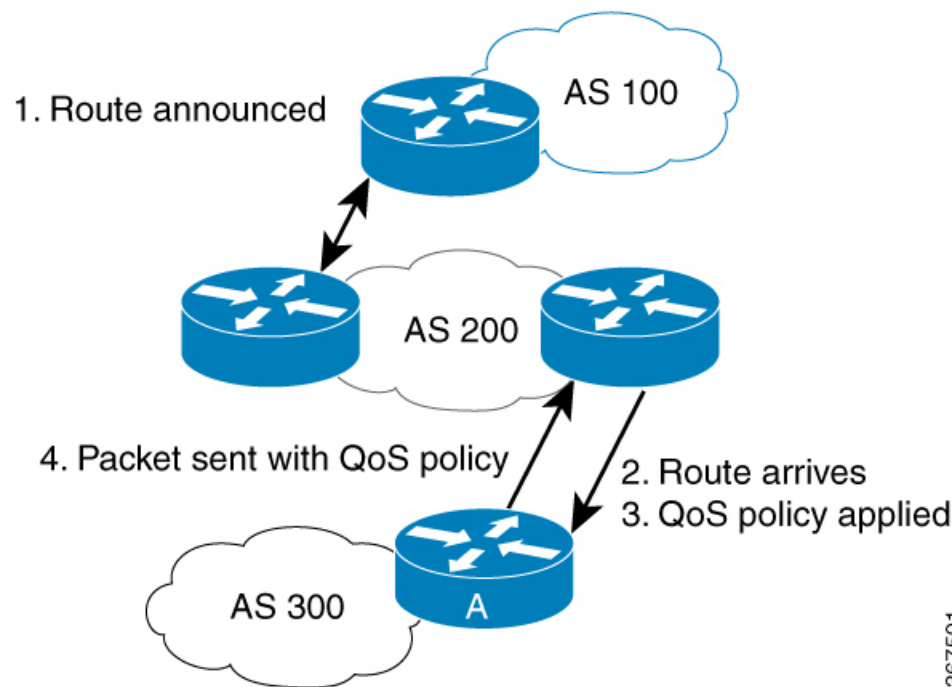 AS 100
1. Route announced
AS 200
4. Packet sent with QoS policy
2. Route arrives
3. QoS policy applied
AS 300
A